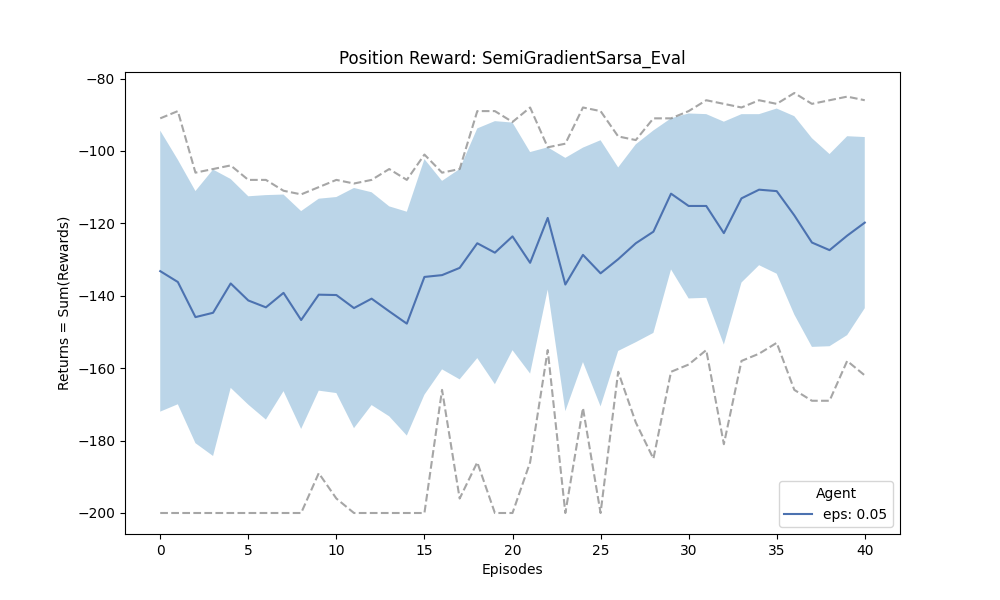 Position Reward: SemiGradientSarsa_Eval
Returns = Sum(Rewards)
−80
−100
−120
−140
−160
−180
−200
0 5 10 15 20 25 30 35 40
Episodes
Agent
eps: 0.05